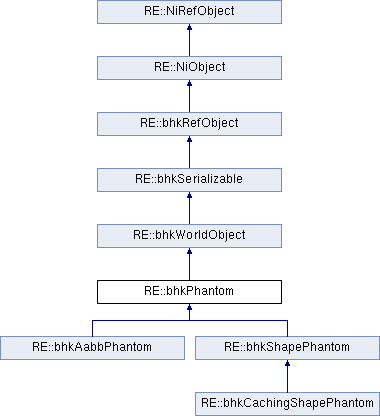 RE::NiRefObject
RE::NiObject
RE::bhkRefObject
RE::bhkSerializable
RE::bhkWorldObject
RE::bhkPhantom
RE::bhkAabbPhantom
RE::bhkShapePhantom
RE::bhkCachingShapePhantom